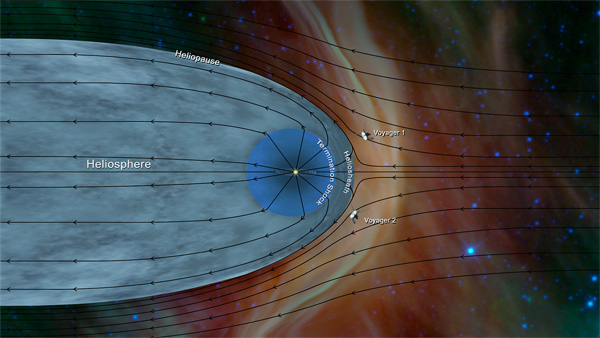 Heliopause
Voyager 1
Heliosphere
Termination Shock
Heliosheath
Voyager 2